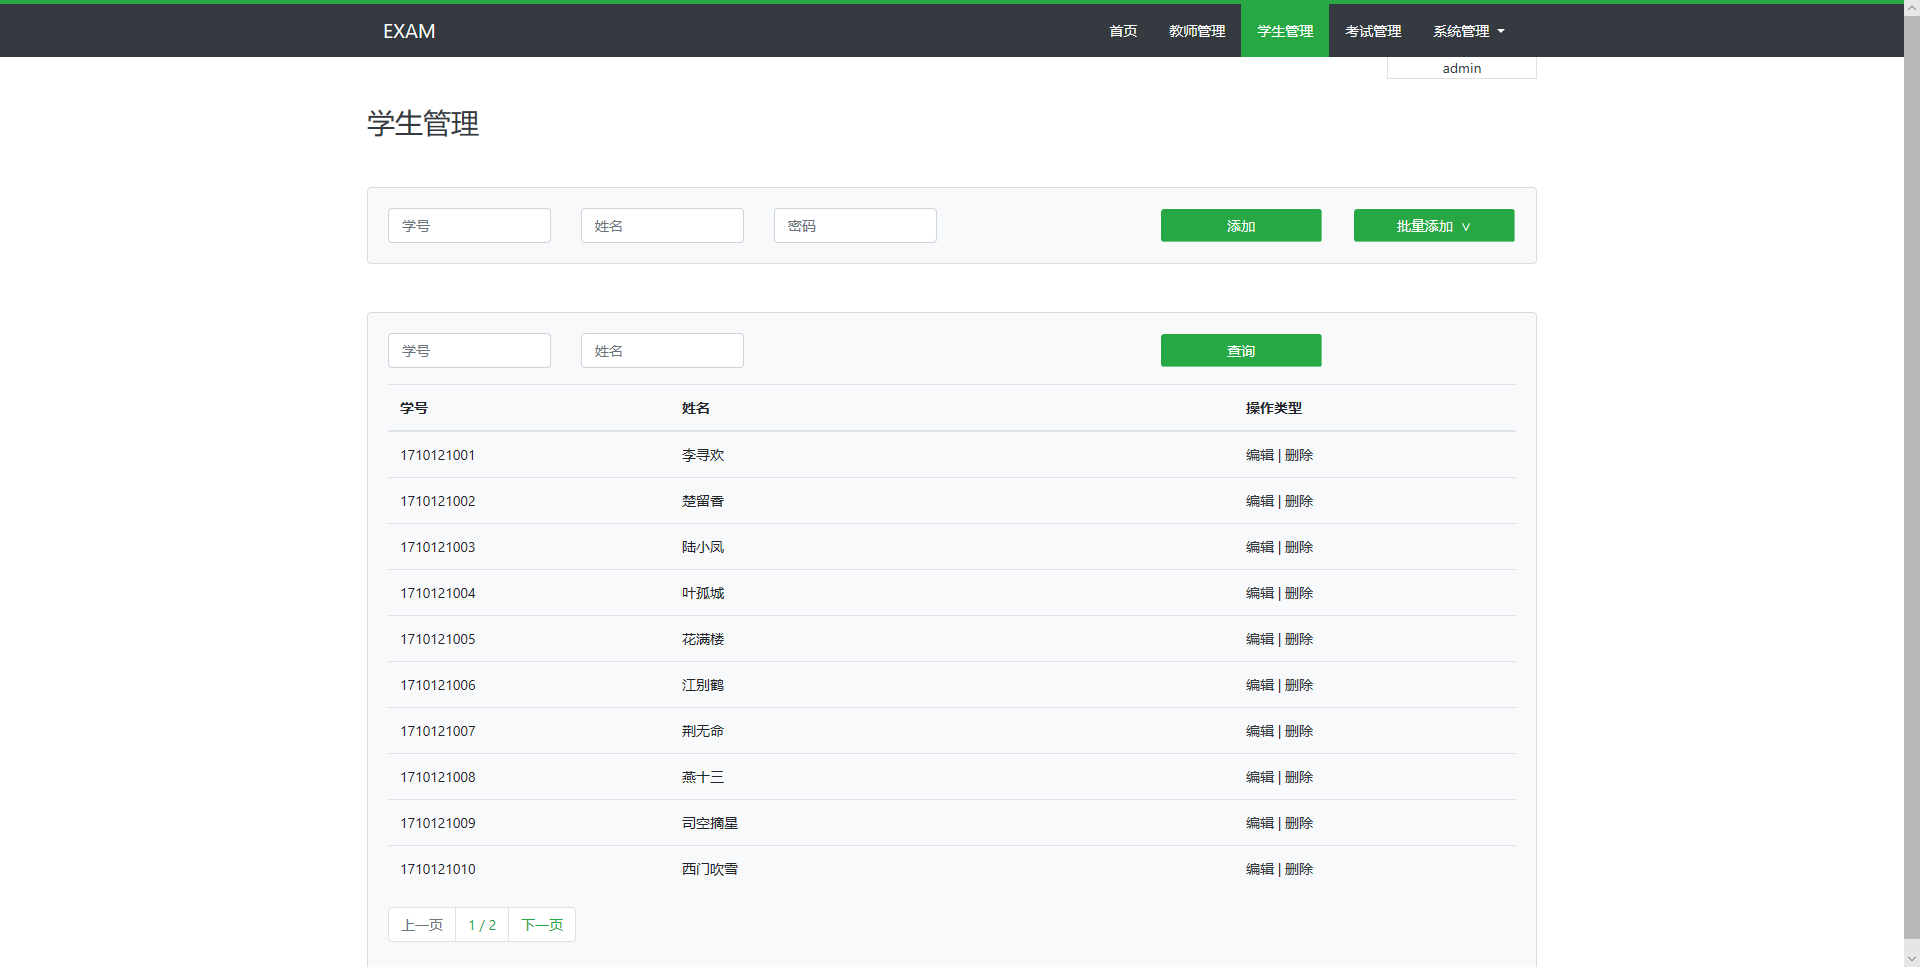 EXAM 首页 教师管理 学生管理 考试管理 系统管理
admin
学生管理
学号 姓名 密码 添加 批量添加 ∨
学号 姓名 查询
学号 姓名 操作类型
1710121001 李寻欢 编辑 | 删除
1710121002 楚留香 编辑 | 删除
1710121003 陆小凤 编辑 | 删除
1710121004 叶孤城 编辑 | 删除
1710121005 花满楼 编辑 | 删除
1710121006 江别鹤 编辑 | 删除
1710121007 荆无命 编辑 | 删除
1710121008 燕十三 编辑 | 删除
1710121009 司空摘星 编辑 | 删除
1710121010 西门吹雪 编辑 | 删除
上一页 1 / 2 下一页